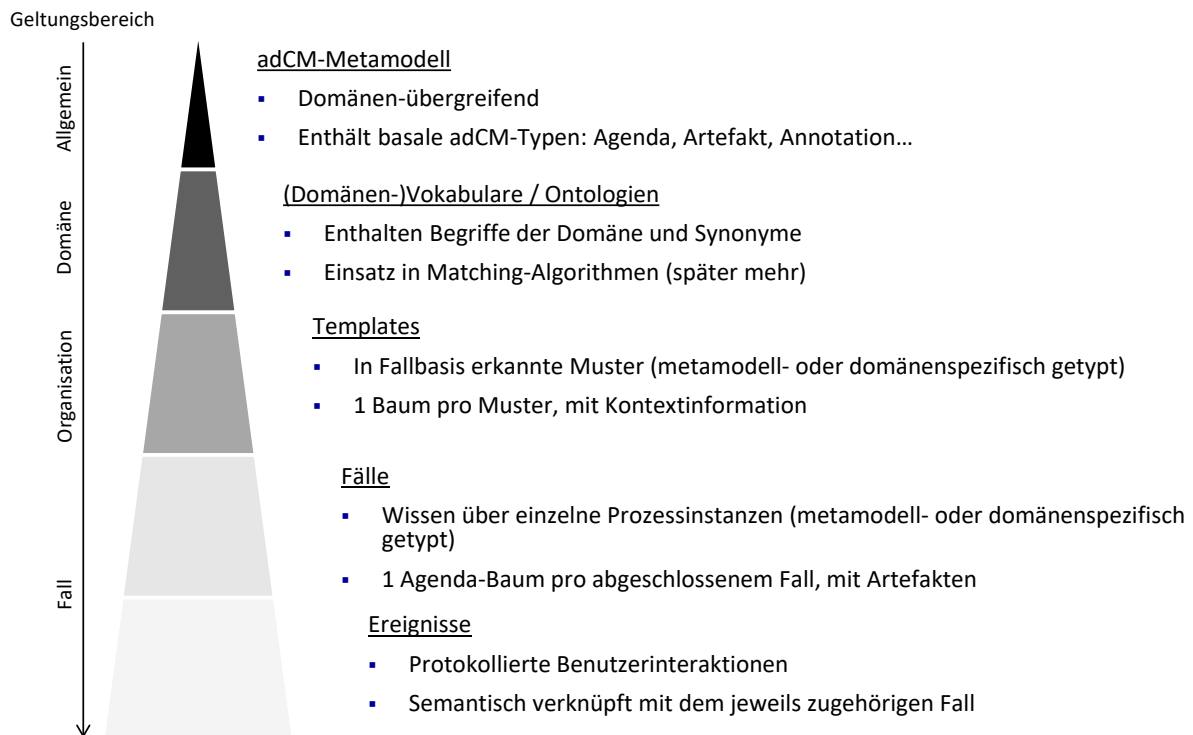 Geltungsbereich
Allgemein
adCM-Metamodell
▪ Domänen-übergreifend
▪ Enthält basale adCM-Typen: Agenda, Artefakt, Annotation…
Domäne
(Domänen-)Vokabulare / Ontologien
▪ Enthalten Begriffe der Domäne und Synonyme
▪ Einsatz in Matching-Algorithmen (später mehr)
Organisation
Templates
▪ In Fallbasis erkannte Muster (metamodell- oder domänenspezifisch getypt)
▪ 1 Baum pro Muster, mit Kontextinformation
Fall
Fälle
▪ Wissen über einzelne Prozessinstanzen (metamodell- oder domänenspezifisch
getypt)
▪ 1 Agenda-Baum pro abgeschlossenem Fall, mit Artefakten
Ereignisse
▪ Protokollierte Benutzerinteraktionen
▪ Semantisch verknüpft mit dem jeweils zugehörigen Fall